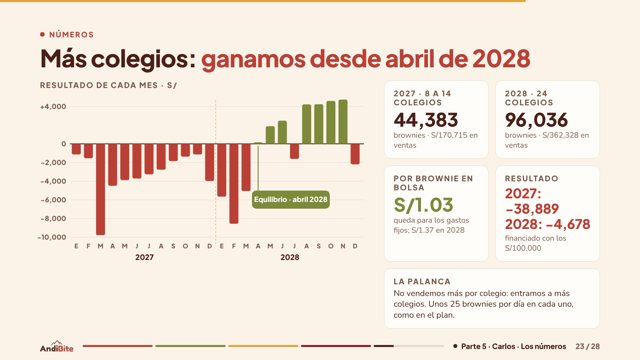 NÚMEROS
Más colegios: ganamos desde abril de 2028
RESULTADO DE CADA MES · S/
+4,000
0
−2,000
−4,000
−6,000
−8,000
−10,000
Equilibrio · abril 2028
E F M A M J J A S O N D E F M A M J J A S O N D
2027 2028
2027 · 8 A 14
COLEGIOS
44,383
brownies · S/170,715 en
ventas
2028 · 24
COLEGIOS
96,036
brownies · S/362,328 en
ventas
POR BROWNIE EN
BOLSA
S/1.03
queda para los gastos
fijos; S/1.37 en 2028
RESULTADO
2027:
−38,889
2028: −4,678
financiado con los
S/100,000
LA PALANCA
No vendemos más por colegio: entramos a más
colegios. Unos 25 brownies por día en cada uno,
como en el plan.
AndiBite
Parte 5 · Carlos · Los números 23 / 28